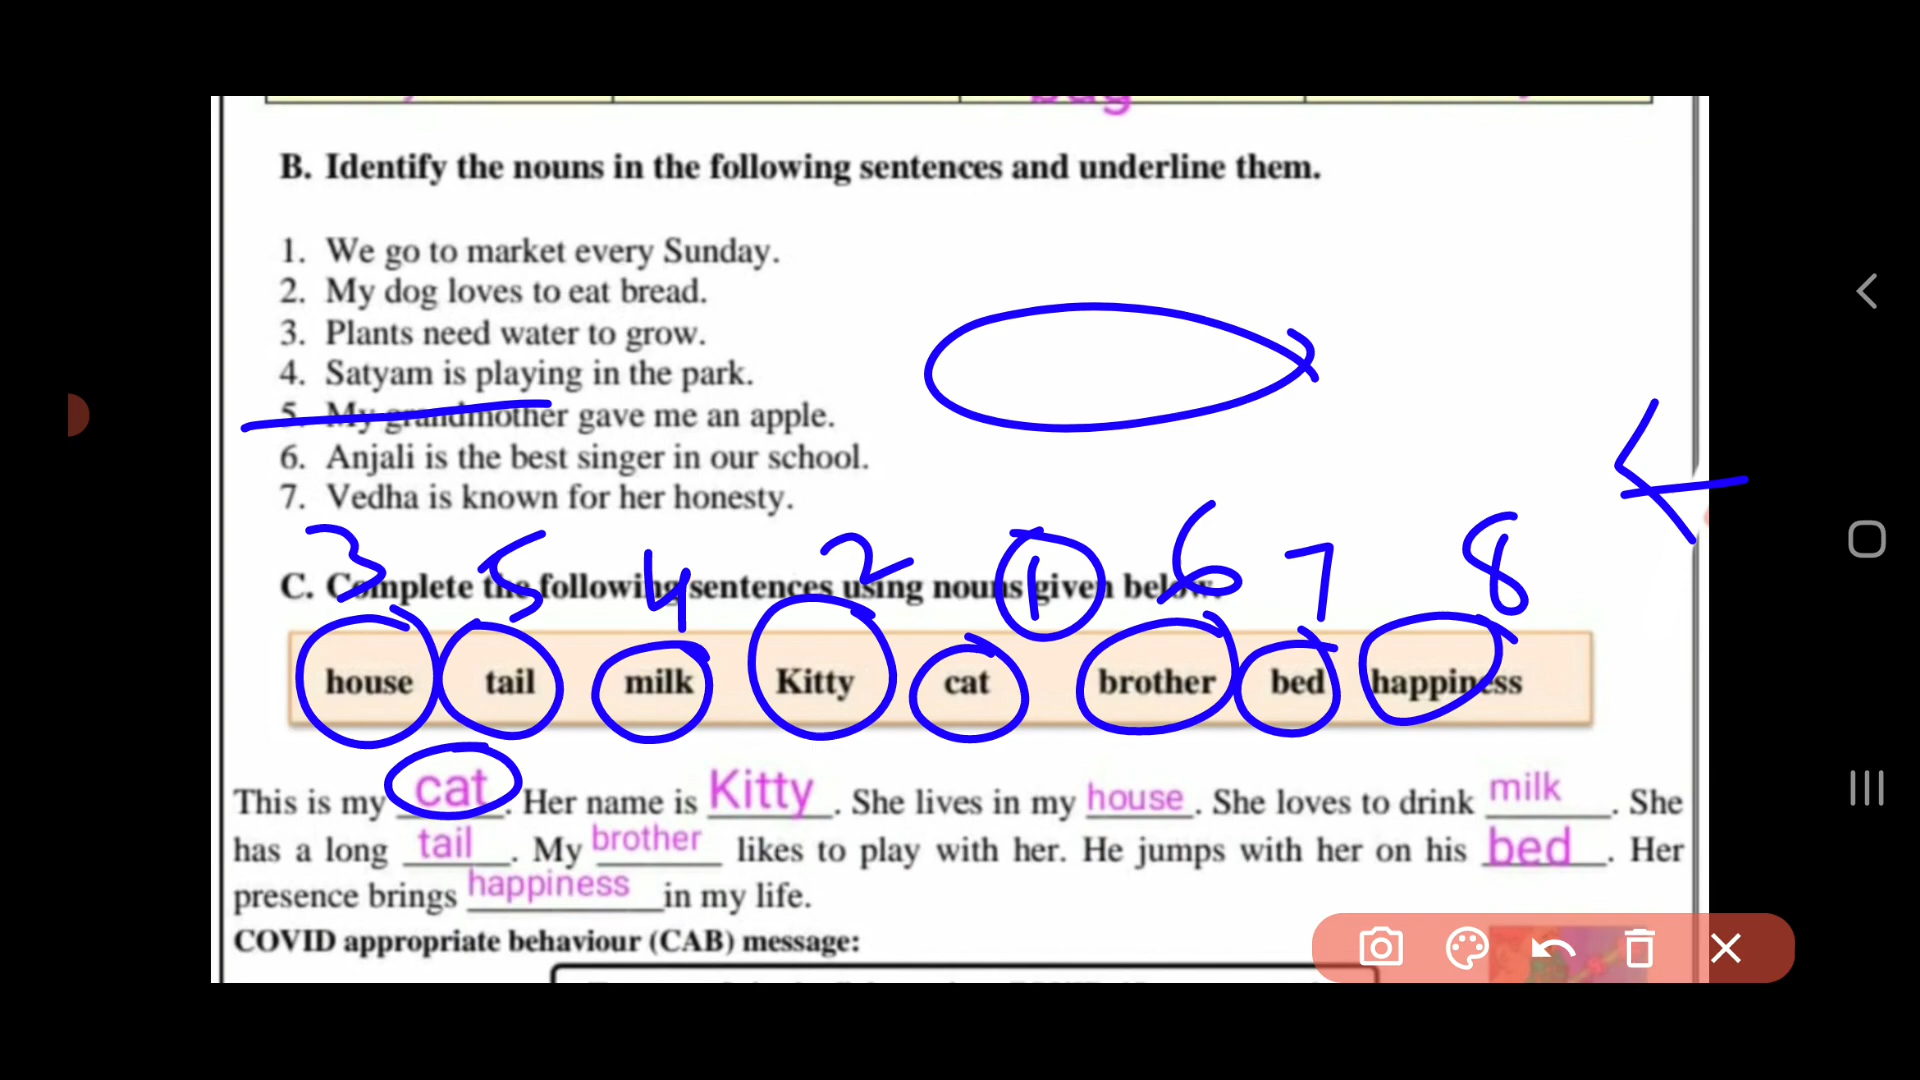 B. Identify the nouns in the following sentences and underline them.
1. We go to market every Sunday.
2. My dog loves to eat bread.
3. Plants need water to grow.
4. Satyam is playing in the park.
5. My grandmother gave me an apple.
6. Anjali is the best singer in our school.
7. Vedha is known for her honesty.
3 5 4 2 1 6 7 8
C. Complete the following sentences using nouns given below.
house tail milk Kitty cat brother bed happiness
This is my cat. Her name is Kitty. She lives in my house. She loves to drink milk. She
has a long tail. My brother likes to play with her. He jumps with her on his bed. Her
presence brings happiness in my life.
COVID appropriate behaviour (CAB) message: